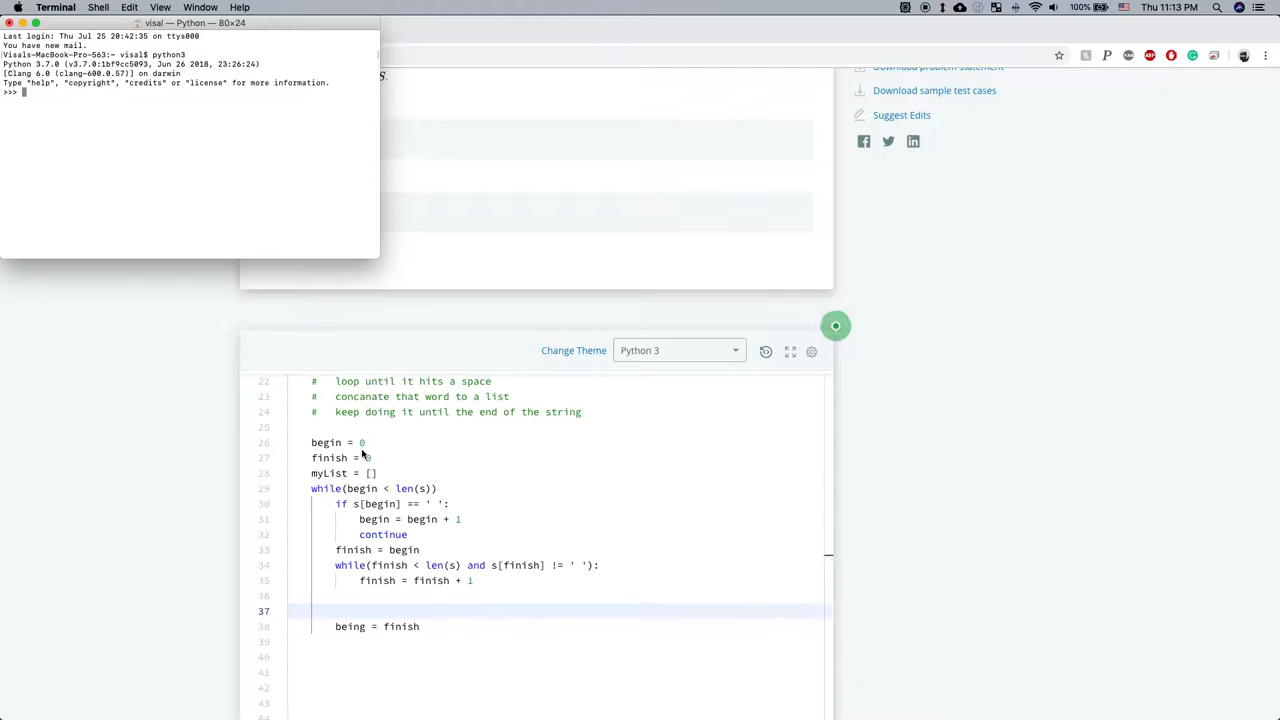 Terminal Shell Edit View Window Help 100% Thu 11:13 PM
visal — Python — 80×24
Last login: Thu Jul 25 20:42:35 on ttys000
You have new mail.
Visals-MacBook-Pro-563:~ visal$ python3
Python 3.7.0 (v3.7.0:1bf9cc5093, Jun 26 2018, 23:26:24)
[Clang 6.0 (clang-600.0.57)] on darwin
Type "help", "copyright", "credits" or "license" for more information.
>>>
s.
Download problem statement
Download sample test cases
Suggest Edits
Change Theme Python 3
22 # loop until it hits a space
23 # concanate that word to a list
24 # keep doing it until the end of the string
25
26 begin = 0
27 finish = 0
28 myList = []
29 while(begin < len(s))
30 if s[begin] == ' ':
31 begin = begin + 1
32 continue
33 finish = begin
34 while(finish < len(s) and s[finish] != ' '):
35 finish = finish + 1
36
37
38 being = finish
39
40
41
42
43
44